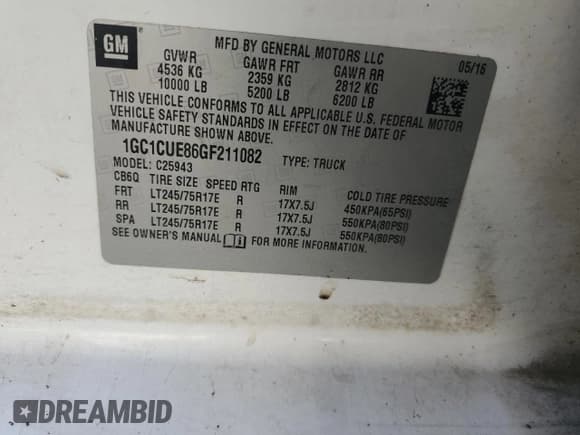 GM
MFD BY GENERAL MOTORS LLC
05/16
GVWR GAWR FRT GAWR RR
4536 KG 2359 KG 2812 KG
10000 LB 5200 LB 6200 LB
THIS VEHICLE CONFORMS TO ALL APPLICABLE U.S. FEDERAL MOTOR
VEHICLE SAFETY STANDARDS IN EFFECT ON THE DATE OF
MANUFACTURE SHOWN ABOVE.
1GC1CUE86GF211082 TYPE: TRUCK
MODEL: C25943
CB6Q TIRE SIZE SPEED RTG RIM COLD TIRE PRESSURE
FRT LT245/75R17E R 17X7.5J 450KPA(65PSI)
RR LT245/75R17E R 17X7.5J 550KPA(80PSI)
SPA LT245/75R17E R 17X7.5J 550KPA(80PSI)
SEE OWNER'S MANUAL FOR MORE INFORMATION.
DREAMBID